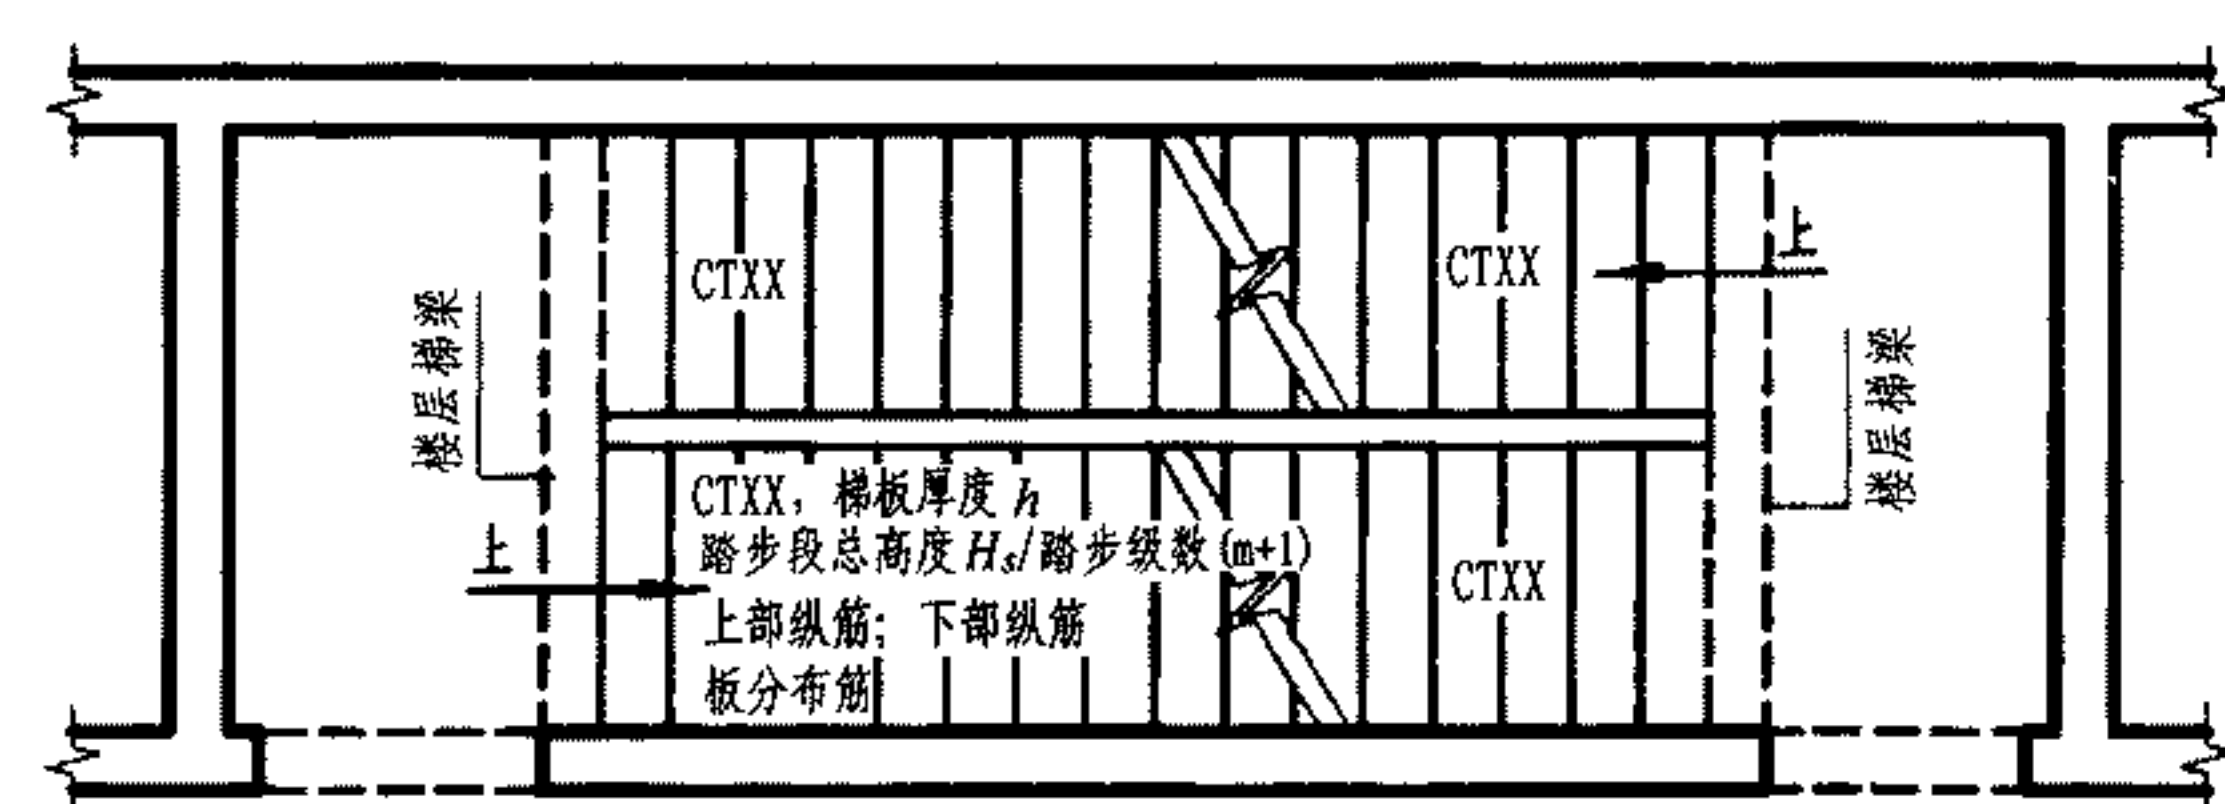 CTXX
CTXX
上
楼层梯梁
楼层梯梁
CTXX，梯板厚度 h
踏步段总高度 Hs/踏步级数(m+1)
上部纵筋；下部纵筋
板分布筋
上
CTXX